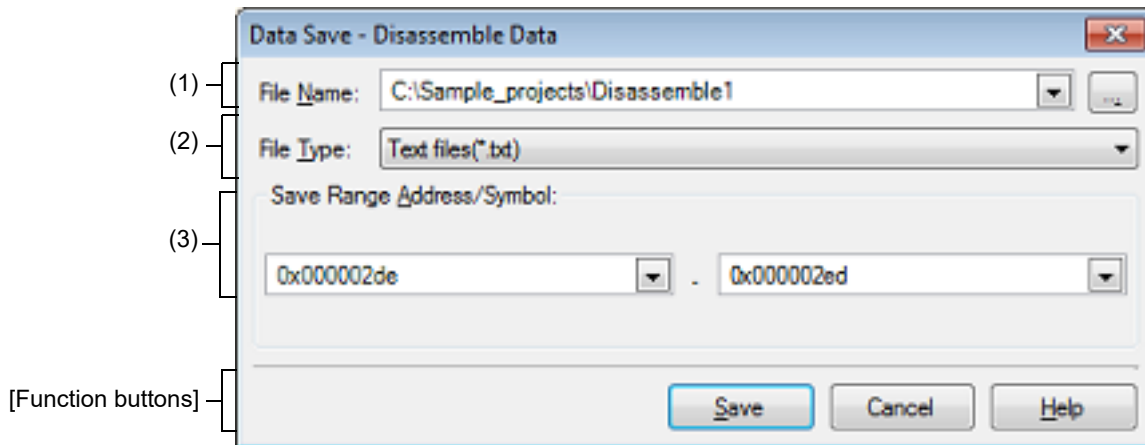 Data Save - Disassemble Data
(1) File Name: C:\Sample_projects\Disassemble1 ...
(2) File Type: Text files(*.txt)
Save Range Address/Symbol:
(3)
0x000002de - 0x000002ed
[Function buttons] Save Cancel Help